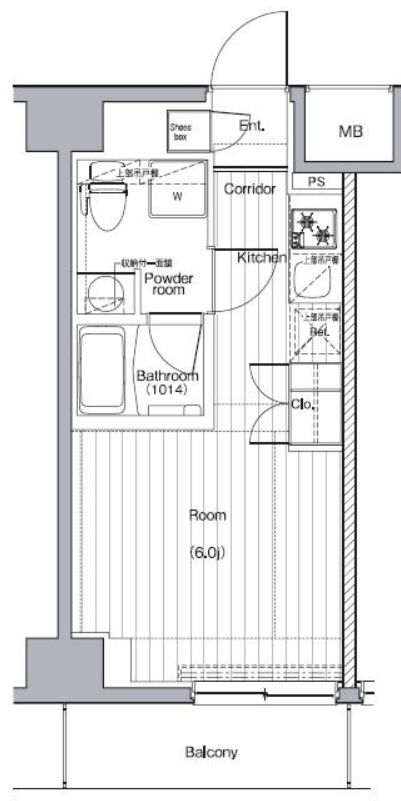 Shoes
box
Ent.
MB
上部吊戸棚
W
Corridor
PS
Kitchen
上部吊戸棚
収納付一面鏡
Powder
room
上部吊戸棚
Ref.
Bathroom
(1014)
Clo.
Room
(6.0j)
Balcony